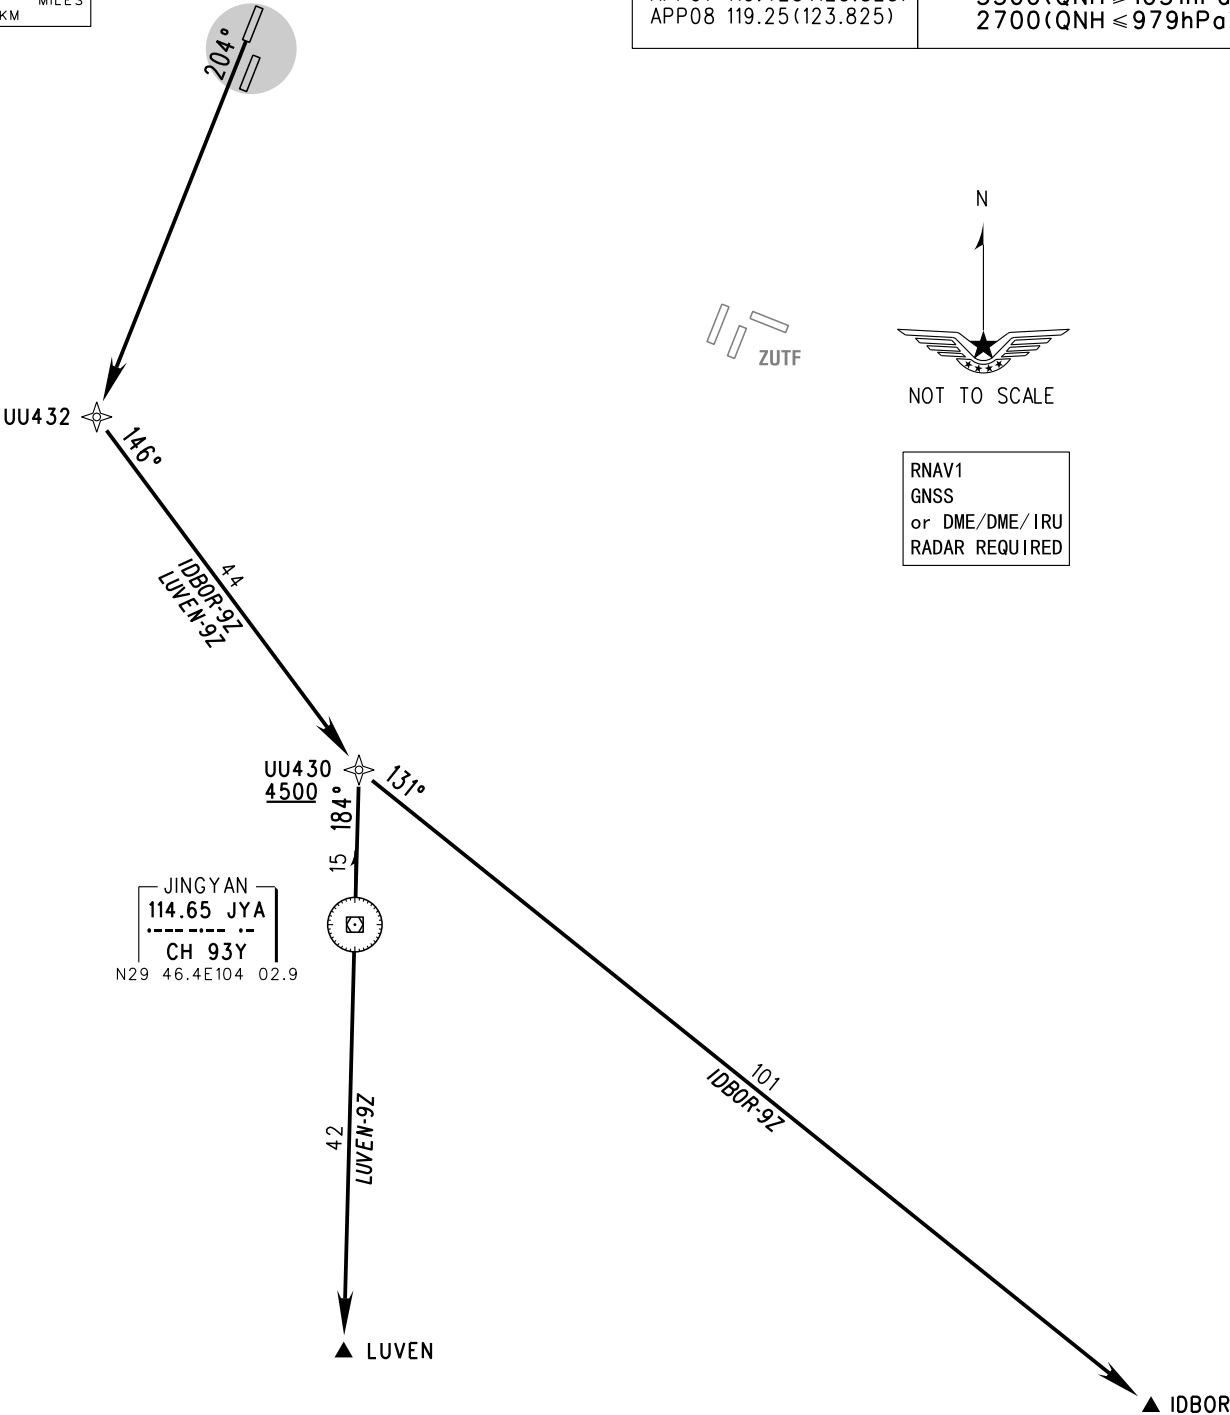 MILES
KM
APP08 119.25(123.825)
2700(QNH≤979hPa
204°
N
ZUTF
NOT TO SCALE
UU432
146°
RNAV1
GNSS
or DME/DME/IRU
RADAR REQUIRED
44
IDBOR-9Z
LUVEN-9Z
UU430
4500
131°
184°
15
JINGYAN
114.65 JYA
CH 93Y
N29 46.4E104 02.9
101
IDBOR-9Z
42
LUVEN-9Z
LUVEN
IDBOR